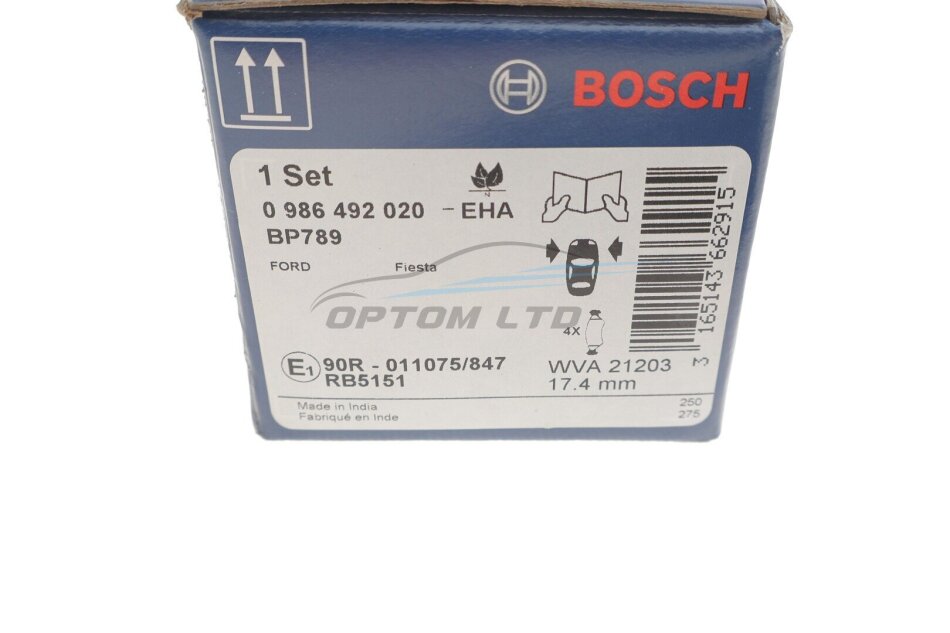 BOSCH
1 Set
0 986 492 020 - EHA
BP789
FORD Fiesta
OPTOM LTD
4X
E1 90R - 011075/847
RB5151
WVA 21203
17.4 mm
Made in India
Fabriqué en Inde
250
275
3 165143 662915